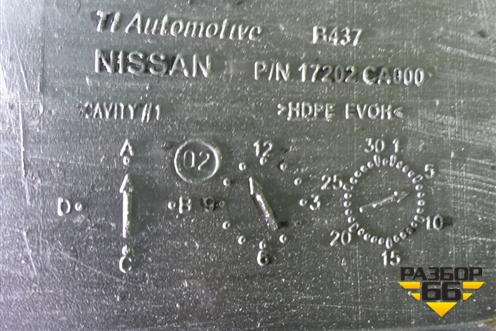 TI Automotive B437
NISSAN P/N 17202 CA000
CAVITY #1 >HDPE EVOH<
A 02 12 30 1
5
D B 9 3 25
10
C 6 20 15
РАЗБОР
66